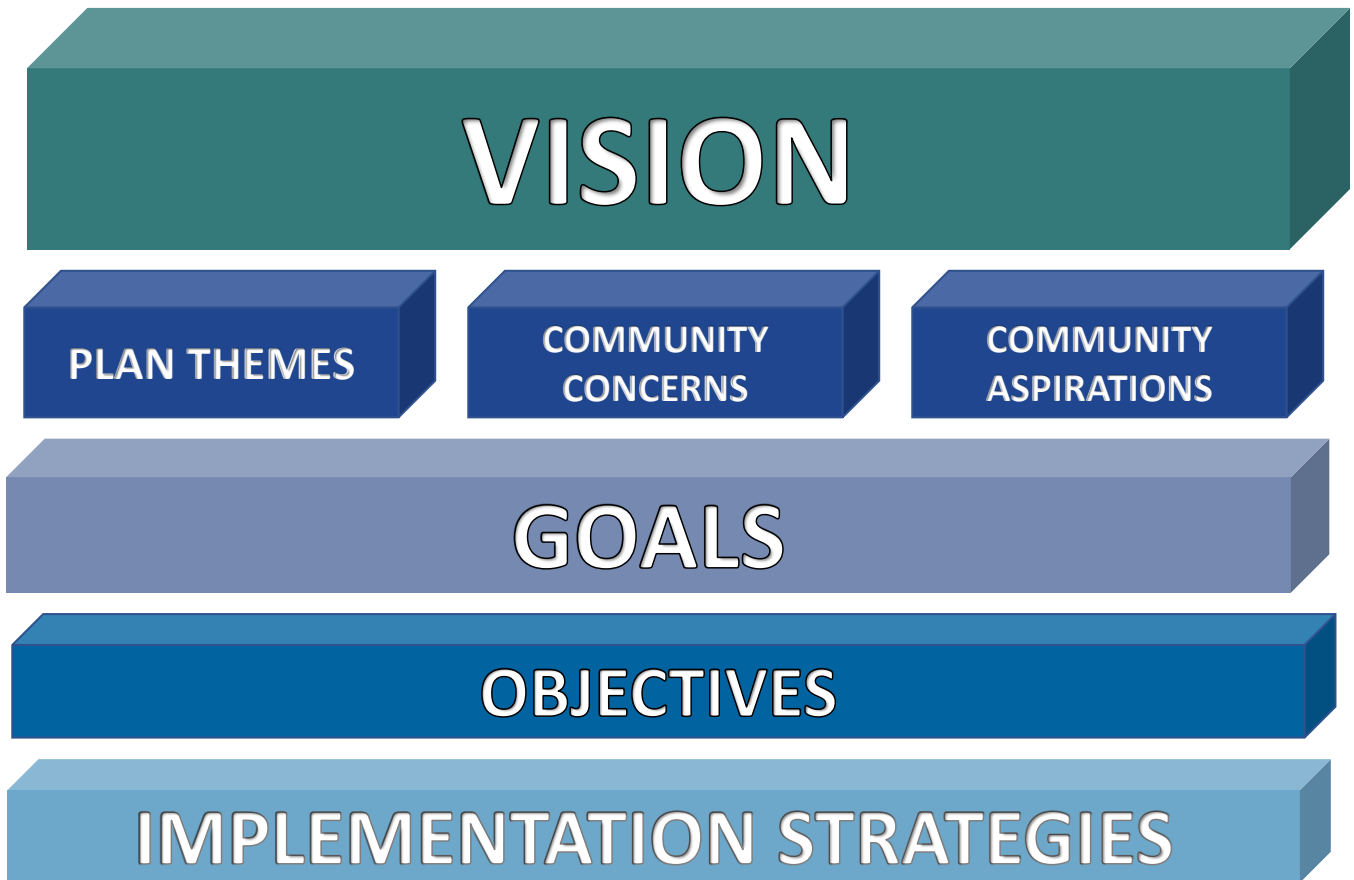 VISION
PLAN THEMES
COMMUNITY
CONCERNS
COMMUNITY
ASPIRATIONS
GOALS
OBJECTIVES
IMPLEMENTATION STRATEGIES